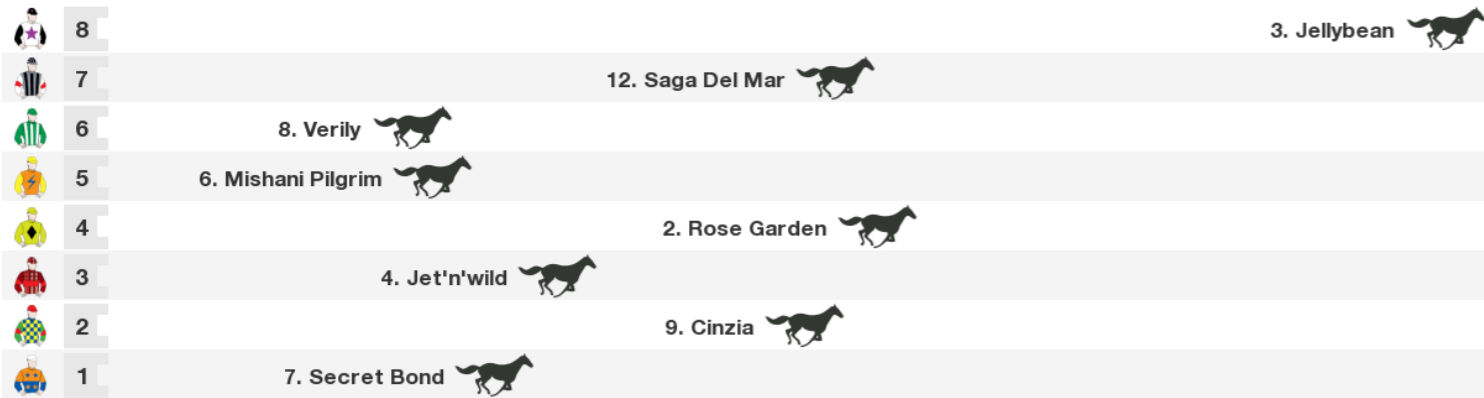 8 3. Jellybean
7 12. Saga Del Mar
6 8. Verily
5 6. Mishani Pilgrim
4 2. Rose Garden
3 4. Jet'n'wild
2 9. Cinzia
1 7. Secret Bond